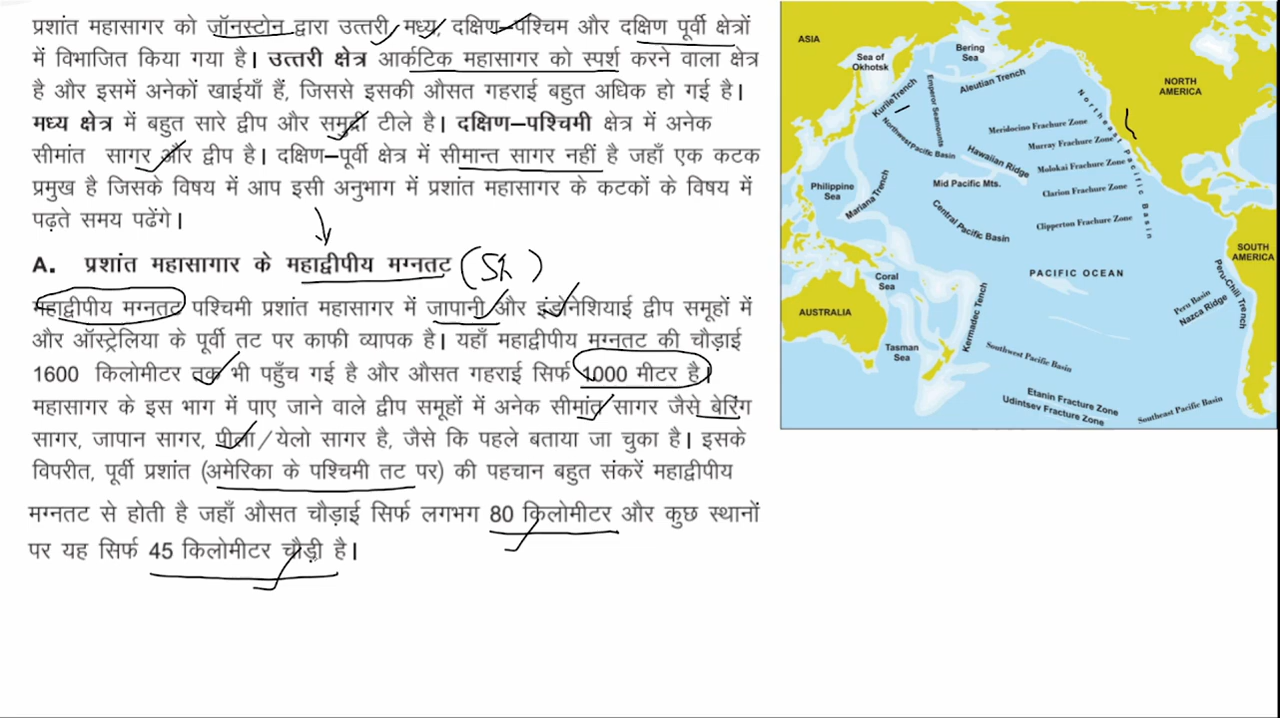 प्रशांत महासागर को जॉनस्टोन द्वारा उत्तरी, मध्य, दक्षिण–पश्चिम और दक्षिण पूर्वी क्षेत्रों
में विभाजित किया गया है। उत्तरी क्षेत्र आर्कटिक महासागर को स्पर्श करने वाला क्षेत्र
है और इसमें अनेकों खाईयाँ हैं, जिससे इसकी औसत गहराई बहुत अधिक हो गई है।
मध्य क्षेत्र में बहुत सारे द्वीप और समुद्री टीले है। दक्षिण–पश्चिमी क्षेत्र में अनेक
सीमांत सागर और द्वीप है। दक्षिण–पूर्वी क्षेत्र में सीमान्त सागर नहीं है जहाँ एक कटक
प्रमुख है जिसके विषय में आप इसी अनुभाग में प्रशांत महासागर के कटकों के विषय में
पढ़ते समय पढेंगे।
A. प्रशांत महासागार के महाद्वीपीय मग्नतट
महाद्वीपीय मग्नतट पश्चिमी प्रशांत महासागर में जापानी और इंडोनेशियाई द्वीप समूहों में
और ऑस्ट्रेलिया के पूर्वी तट पर काफी व्यापक है। यहाँ महाद्वीपीय मग्नतट की चौड़ाई
1600 किलोमीटर तक भी पहुँच गई है और औसत गहराई सिर्फ 1000 मीटर है।
महासागर के इस भाग में पाए जाने वाले द्वीप समूहों में अनेक सीमांत सागर जैसे बेरिंग
सागर, जापान सागर, पीला/येलो सागर है, जैसे कि पहले बताया जा चुका है। इसके
विपरीत, पूर्वी प्रशांत (अमेरिका के पश्चिमी तट पर) की पहचान बहुत संकरें महाद्वीपीय
मग्नतट से होती है जहाँ औसत चौड़ाई सिर्फ लगभग 80 किलोमीटर और कुछ स्थानों
पर यह सिर्फ 45 किलोमीटर चौड़ी है।
ASIA
Sea of
Okhotsk
Bering
Sea
NORTH
AMERICA
Kurile Trench
Emperor Seamounts
Aleutian Trench
Northeast Pacific Basin
Northwest Pacific Basin
Meridocino Frachure Zone
Murray Frachure Zone
Hawaiian Ridge
Molokai Frachure Zone
Philippine
Sea
Mariana Trench
Mid Pacific Mts.
Clarion Frachure Zone
Central Pacific Basin
Clipperton Frachure Zone
SOUTH
AMERICA
PACIFIC OCEAN
Coral
Sea
Peru-Chili Trench
AUSTRALIA
Kermadec Tench
Peru Basin
Nazca Ridge
Tasman
Sea
Southwest Pacific Basin
Etanin Fracture Zone
Udintsev Fracture Zone
Southeast Pacific Basin